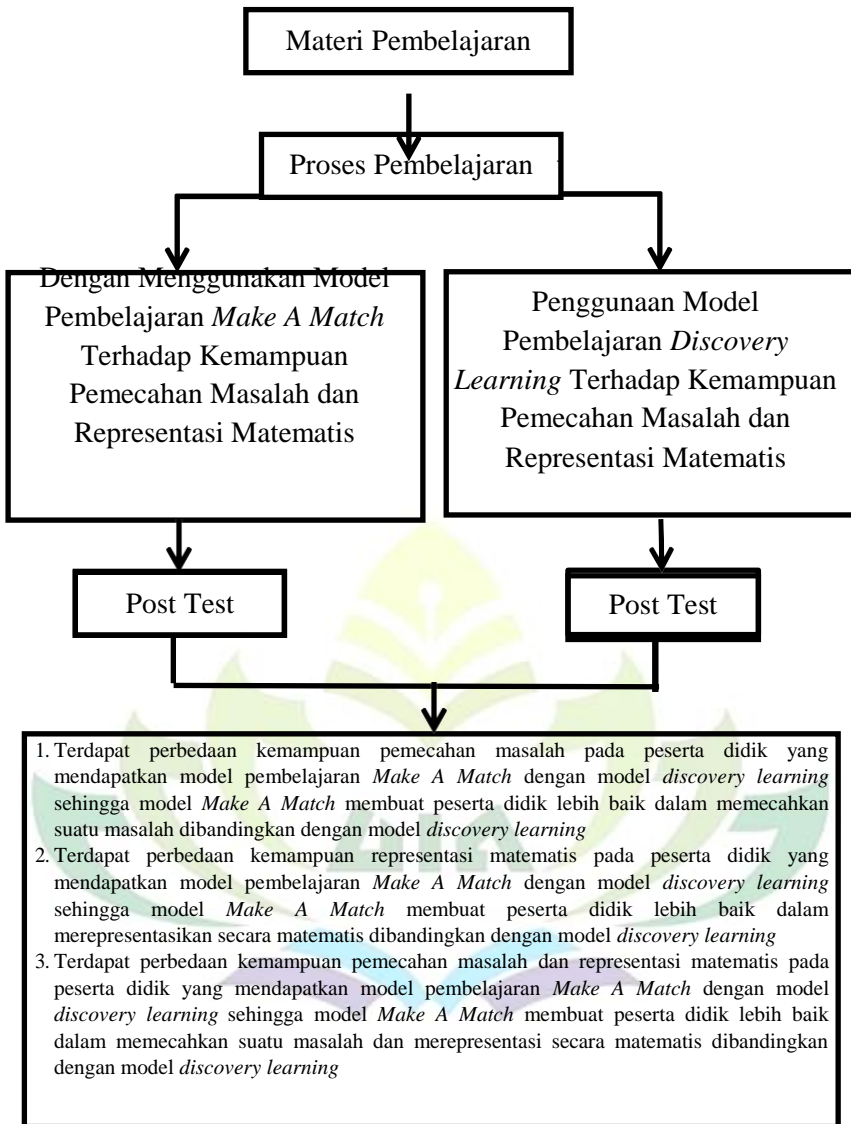 Materi Pembelajaran
Proses Pembelajaran
Dengan Menggunakan Model
Pembelajaran Make A Match
Terhadap Kemampuan
Pemecahan Masalah dan
Representasi Matematis
Penggunaan Model
Pembelajaran Discovery
Learning Terhadap Kemampuan
Pemecahan Masalah dan
Representasi Matematis
Post Test
Post Test
1. Terdapat perbedaan kemampuan pemecahan masalah pada peserta didik yang
mendapatkan model pembelajaran Make A Match dengan model discovery learning
sehingga model Make A Match membuat peserta didik lebih baik dalam memecahkan
suatu masalah dibandingkan dengan model discovery learning
2. Terdapat perbedaan kemampuan representasi matematis pada peserta didik yang
mendapatkan model pembelajaran Make A Match dengan model discovery learning
sehingga model Make A Match membuat peserta didik lebih baik dalam
merepresentasikan secara matematis dibandingkan dengan model discovery learning
3. Terdapat perbedaan kemampuan pemecahan masalah dan representasi matematis pada
peserta didik yang mendapatkan model pembelajaran Make A Match dengan model
discovery learning sehingga model Make A Match membuat peserta didik lebih baik
dalam memecahkan suatu masalah dan merepresentasi secara matematis dibandingkan
dengan model discovery learning